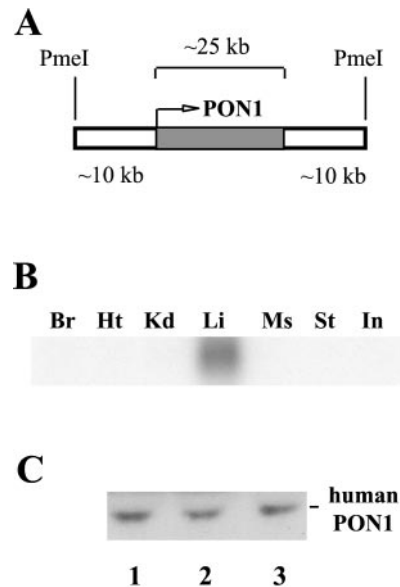 A
~25 kb
PmeI PmeI
PON1
~10 kb ~10 kb
B
Br Ht Kd Li Ms St In
C
human
PON1
1 2 3